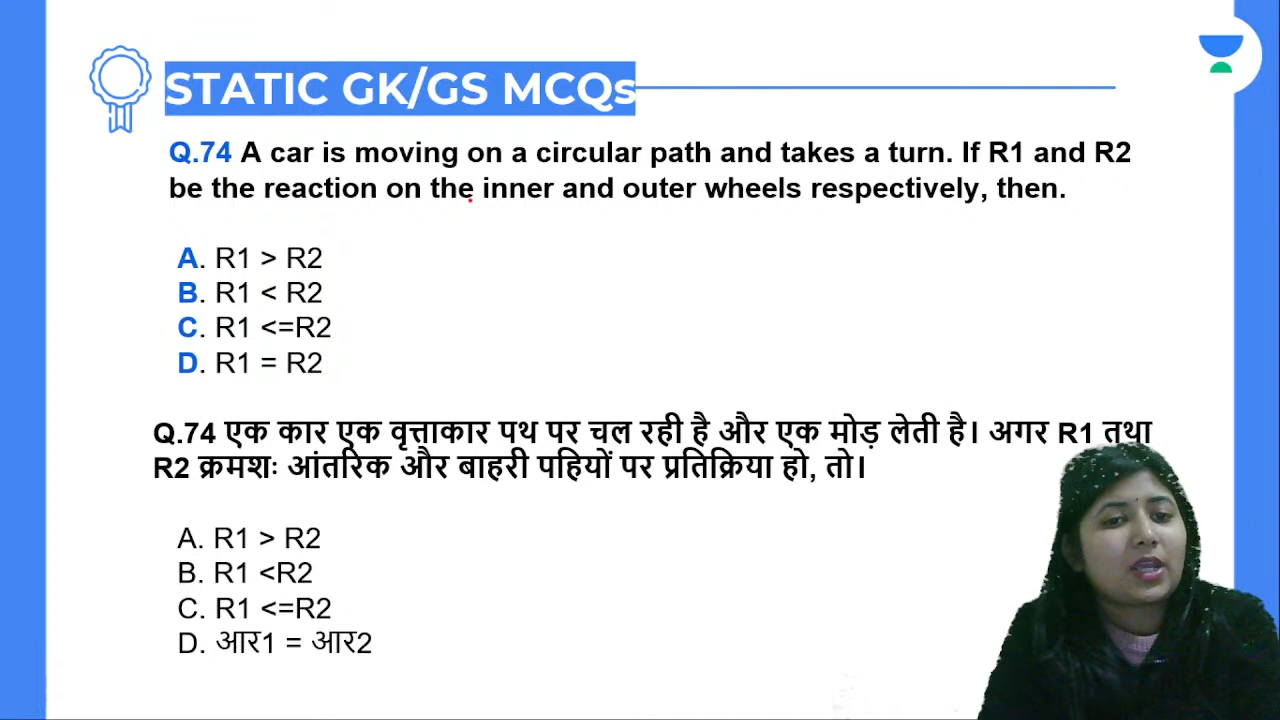 STATIC GK/GS MCQs
Q.74 A car is moving on a circular path and takes a turn. If R1 and R2
be the reaction on the inner and outer wheels respectively, then.
A. R1 > R2
B. R1 < R2
C. R1 <=R2
D. R1 = R2
Q.74 एक कार एक वृत्ताकार पथ पर चल रही है और एक मोड़ लेती है। अगर R1 तथा
R2 क्रमशः आंतरिक और बाहरी पहियों पर प्रतिक्रिया हो, तो।
A. R1 > R2
B. R1 <R2
C. R1 <=R2
D. आर1 = आर2